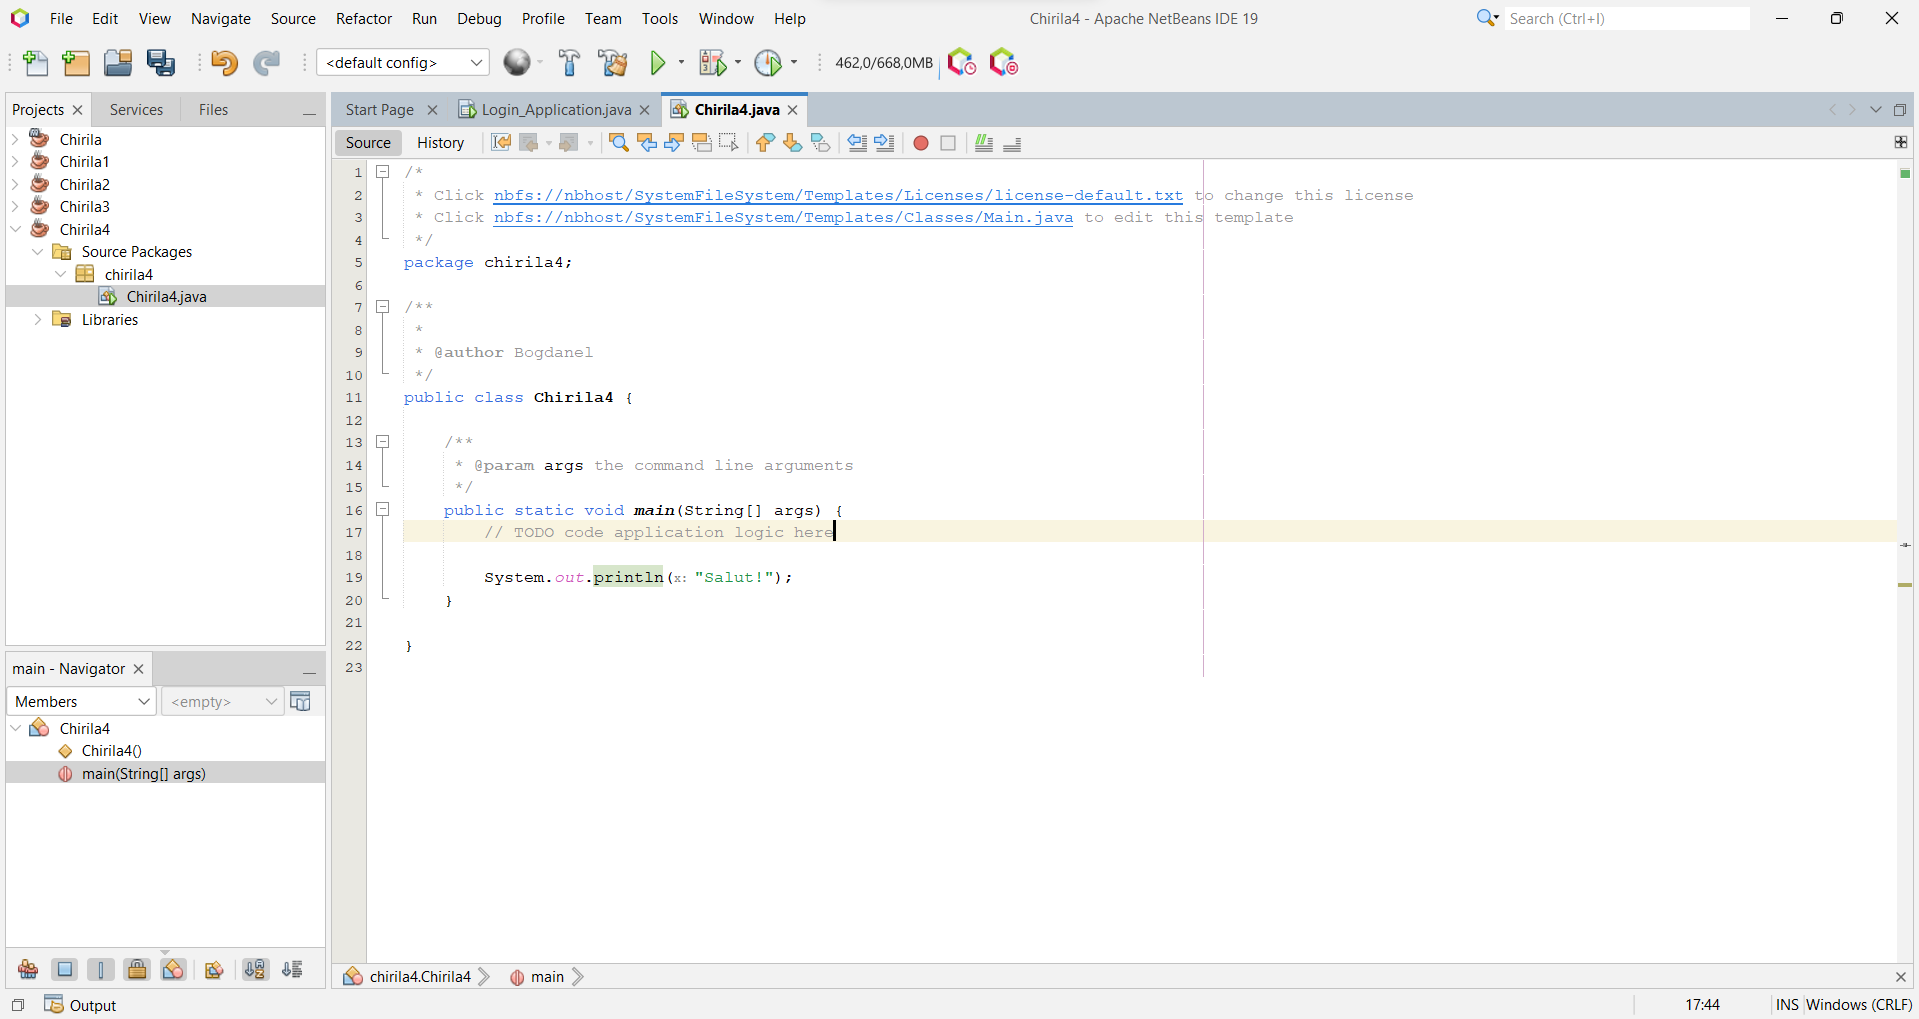 File Edit View Navigate Source Refactor Run Debug Profile Team Tools Window Help Chirila4 - Apache NetBeans IDE 19 Search (Ctrl+I)
<default config> 462,0/668,0MB
Projects Services Files
Chirila
Chirila1
Chirila2
Chirila3
Chirila4
Source Packages
chirila4
Chirila4.java
Libraries
main - Navigator
Members <empty>
Chirila4
Chirila4()
main(String[] args)
Start Page Login_Application.java Chirila4.java
Source History
1 /*
2 * Click nbfs://nbhost/SystemFileSystem/Templates/Licenses/license-default.txt to change this license
3 * Click nbfs://nbhost/SystemFileSystem/Templates/Classes/Main.java to edit this template
4 */
5 package chirila4;
6
7 /**
8 *
9 * @author Bogdanel
10 */
11 public class Chirila4 {
12
13 /**
14 * @param args the command line arguments
15 */
16 public static void main(String[] args) {
17 // TODO code application logic here
18
19 System.out.println(x: "Salut!");
20 }
21
22 }
23
chirila4.Chirila4 main
Output 17:44 INS Windows (CRLF)